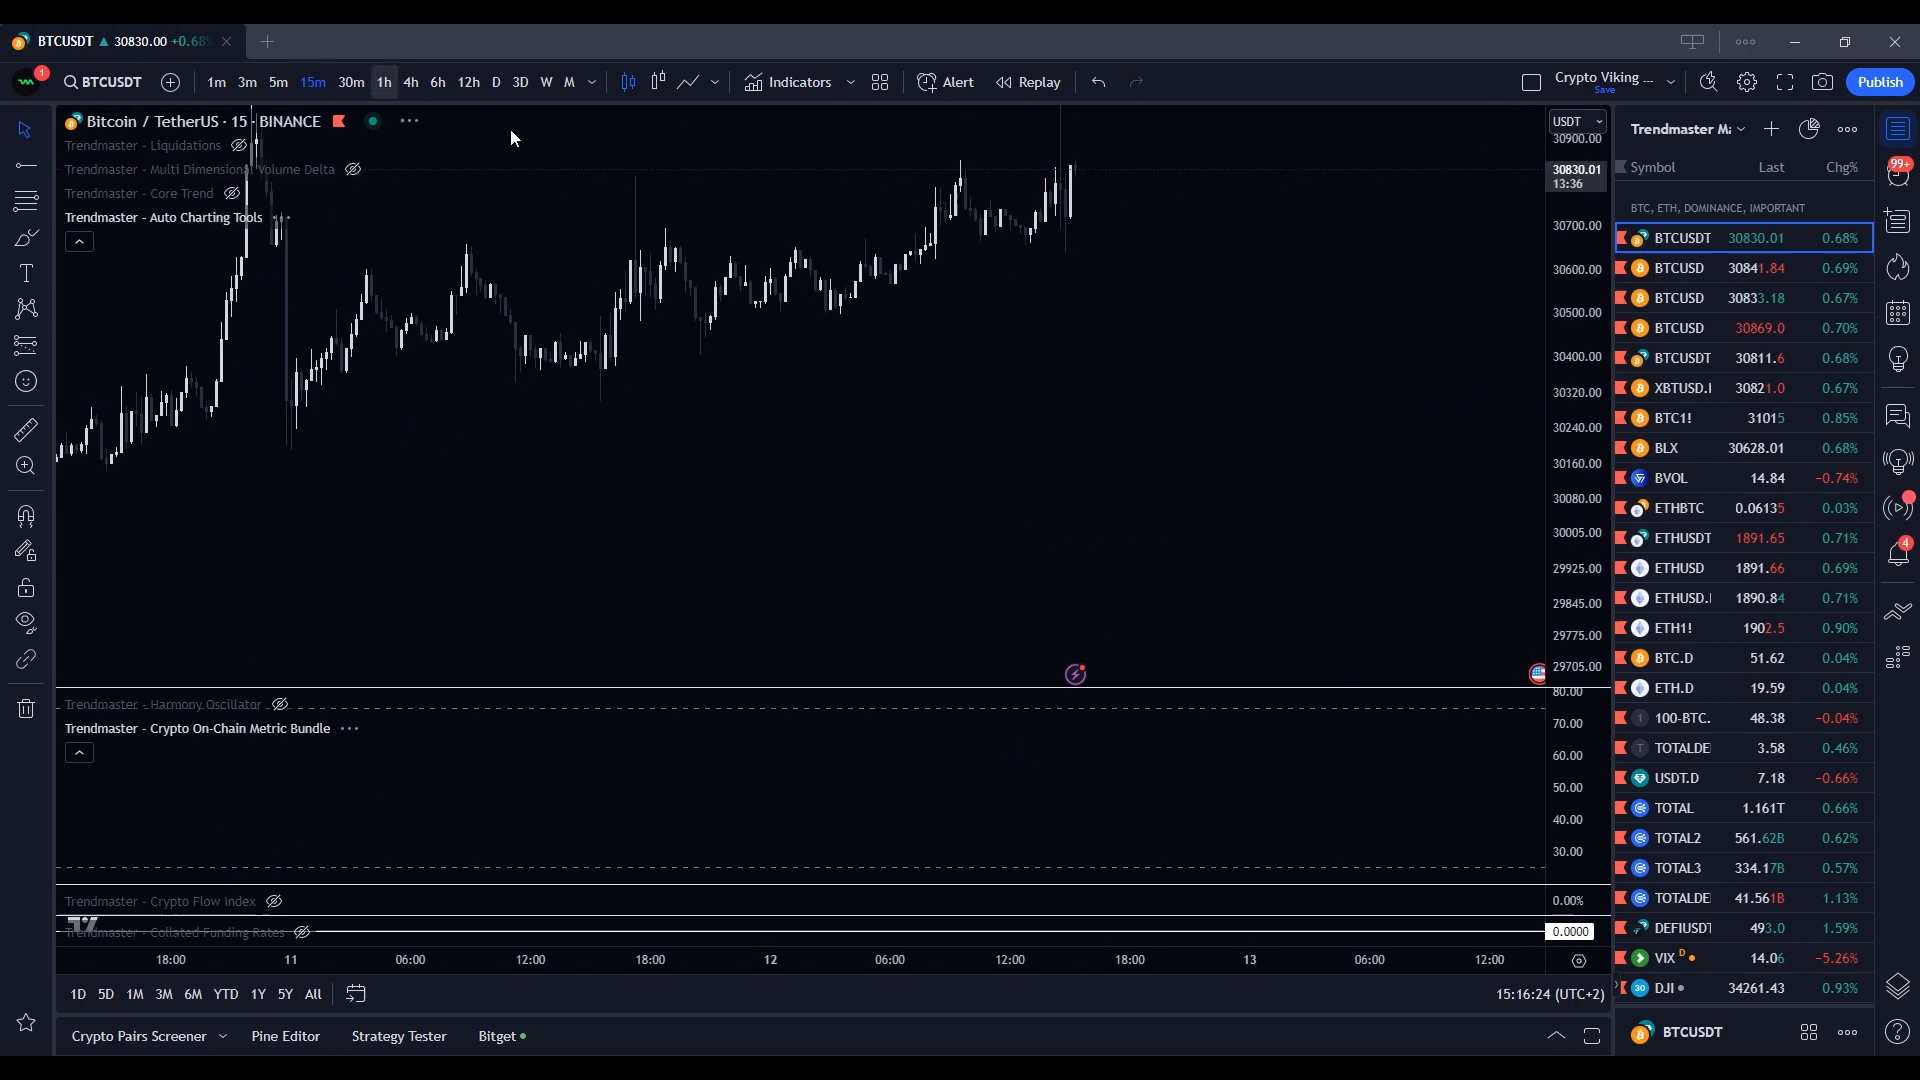 BTCUSDT ▲ 30830.00 +0.68%
1
BTCUSDT 1m 3m 5m 15m 30m 1h 4h 6h 12h D 3D W M Indicators Alert Replay Crypto Viking ... Save Publish
Bitcoin / TetherUS · 15 · BINANCE
Trendmaster - Liquidations
Trendmaster - Multi Dimensional Volume Delta
Trendmaster - Core Trend
Trendmaster - Auto Charting Tools
USDT
30900.00
30830.01
13:36
30700.00
30600.00
30500.00
30400.00
30320.00
30240.00
30160.00
30080.00
30005.00
29925.00
29845.00
29775.00
29705.00
Trendmaster - Harmony Oscillator
Trendmaster - Crypto On-Chain Metric Bundle
80.00
70.00
60.00
50.00
40.00
30.00
Trendmaster - Crypto Flow Index
0.00%
Trendmaster - Collated Funding Rates
0.0000
18:00 11 06:00 12:00 18:00 12 06:00 12:00 18:00 13 06:00 12:00
1D 5D 1M 3M 6M YTD 1Y 5Y All 15:16:24 (UTC+2)
Crypto Pairs Screener Pine Editor Strategy Tester Bitget
Trendmaster
Symbol Last Chg%
BTC, ETH, DOMINANCE, IMPORTANT
BTCUSDT 30830.01 0.68%
BTCUSD 30841.84 0.69%
BTCUSD 30833.18 0.67%
BTCUSD 30869.0 0.70%
BTCUSDT 30811.6 0.68%
XBTUSD. 30821.0 0.67%
BTC1! 31015 0.85%
BLX 30628.01 0.68%
BVOL 14.84 −0.74%
ETHBTC 0.06135 0.03%
ETHUSDT 1891.65 0.71%
ETHUSD 1891.66 0.69%
ETHUSD. 1890.84 0.71%
ETH1! 1902.5 0.90%
BTC.D 51.62 0.04%
ETH.D 19.59 0.04%
100-BTC. 48.38 −0.04%
TOTALDE 3.58 0.46%
USDT.D 7.18 −0.66%
TOTAL 1.161T 0.66%
TOTAL2 561.62B 0.62%
TOTAL3 334.17B 0.57%
TOTALDE 41.561B 1.13%
DEFIUSDT 493.0 1.59%
VIX D 14.06 −5.26%
30 DJI 34261.43 0.93%
BTCUSDT
99+
4